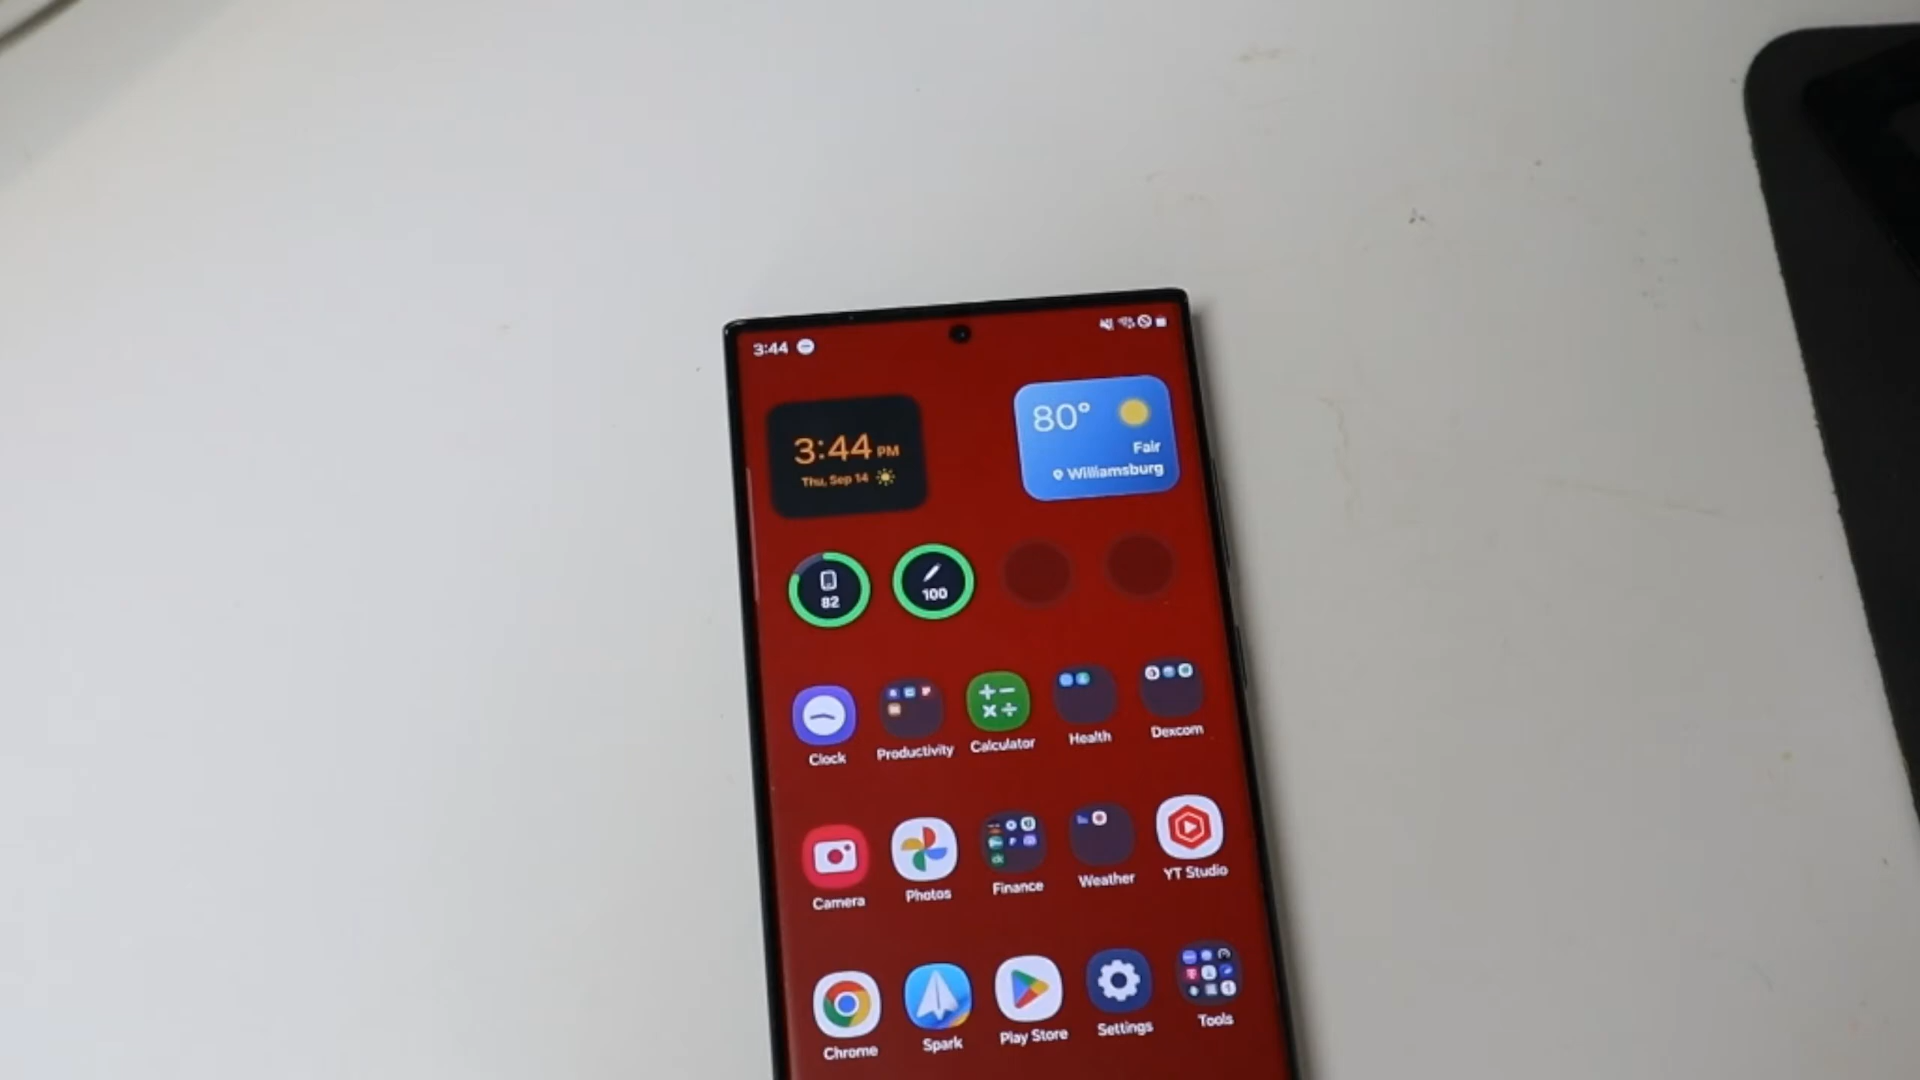 3:44
3:44 PM
Thu, Sep 14
80°
Fair
Williamsburg
82
100
Clock
Productivity
Calculator
Health
Dexcom
Camera
Photos
Finance
Weather
YT Studio
Chrome
Spark
Play Store
Settings
Tools